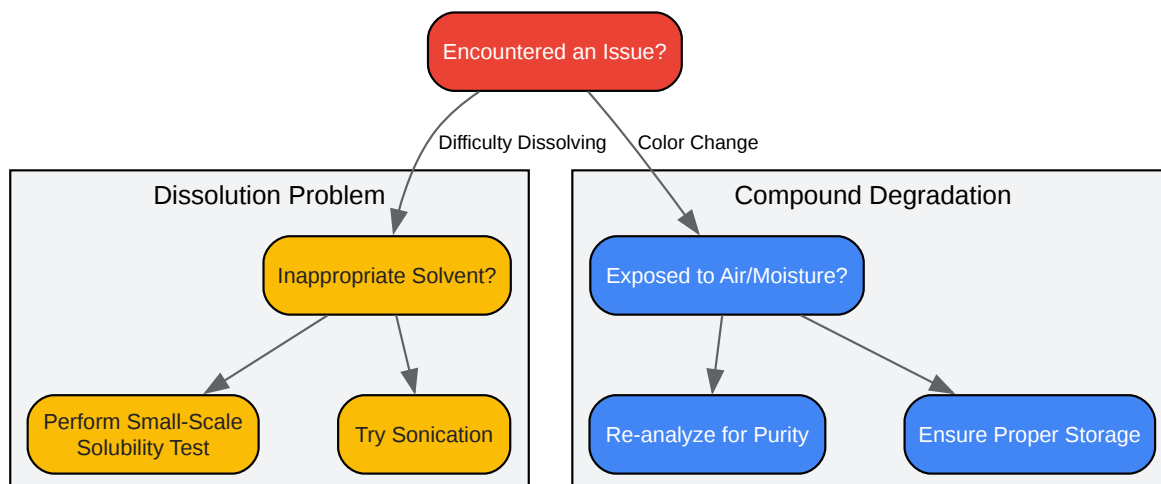 Encountered an Issue?
Difficulty Dissolving
Color Change
Dissolution Problem
Compound Degradation
Inappropriate Solvent?
Exposed to Air/Moisture?
Perform Small-Scale
Solubility Test
Try Sonication
Re-analyze for Purity
Ensure Proper Storage